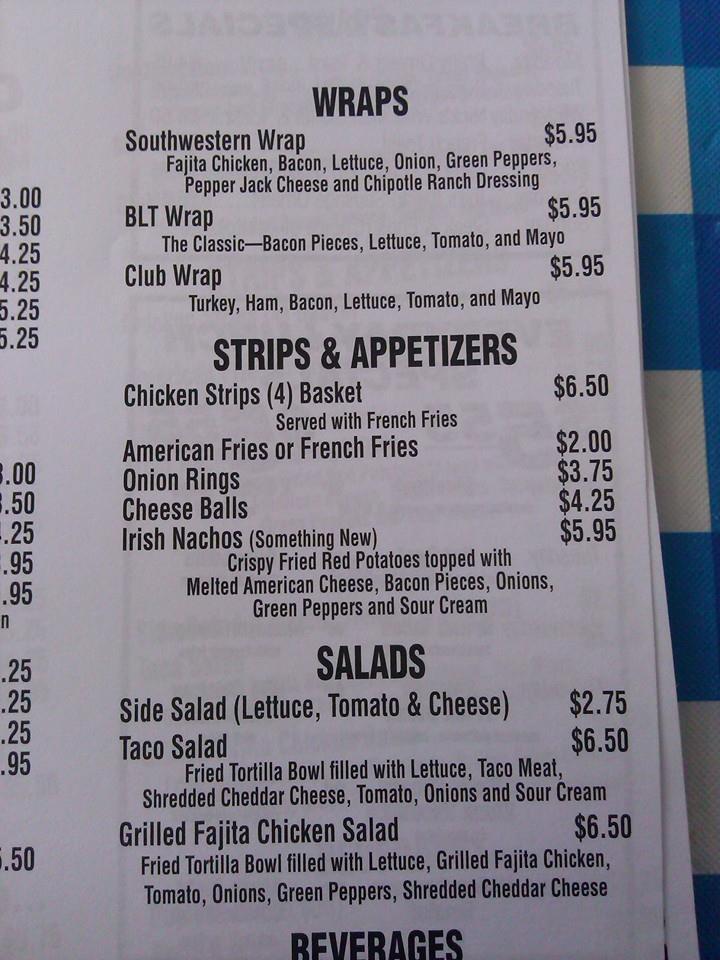 WRAPS
Southwestern Wrap $5.95
Fajita Chicken, Bacon, Lettuce, Onion, Green Peppers,
Pepper Jack Cheese and Chipotle Ranch Dressing
BLT Wrap $5.95
The Classic—Bacon Pieces, Lettuce, Tomato, and Mayo
Club Wrap $5.95
Turkey, Ham, Bacon, Lettuce, Tomato, and Mayo
STRIPS & APPETIZERS
Chicken Strips (4) Basket $6.50
Served with French Fries
American Fries or French Fries $2.00
Onion Rings $3.75
Cheese Balls $4.25
Irish Nachos (Something New) $5.95
Crispy Fried Red Potatoes topped with
Melted American Cheese, Bacon Pieces, Onions,
Green Peppers and Sour Cream
SALADS
Side Salad (Lettuce, Tomato & Cheese) $2.75
Taco Salad $6.50
Fried Tortilla Bowl filled with Lettuce, Taco Meat,
Shredded Cheddar Cheese, Tomato, Onions and Sour Cream
Grilled Fajita Chicken Salad $6.50
Fried Tortilla Bowl filled with Lettuce, Grilled Fajita Chicken,
Tomato, Onions, Green Peppers, Shredded Cheddar Cheese
BEVERAGES
3.00
3.50
4.25
4.25
5.25
5.25
.00
.50
.25
.95
.95
n
.25
.25
.25
.95
.50